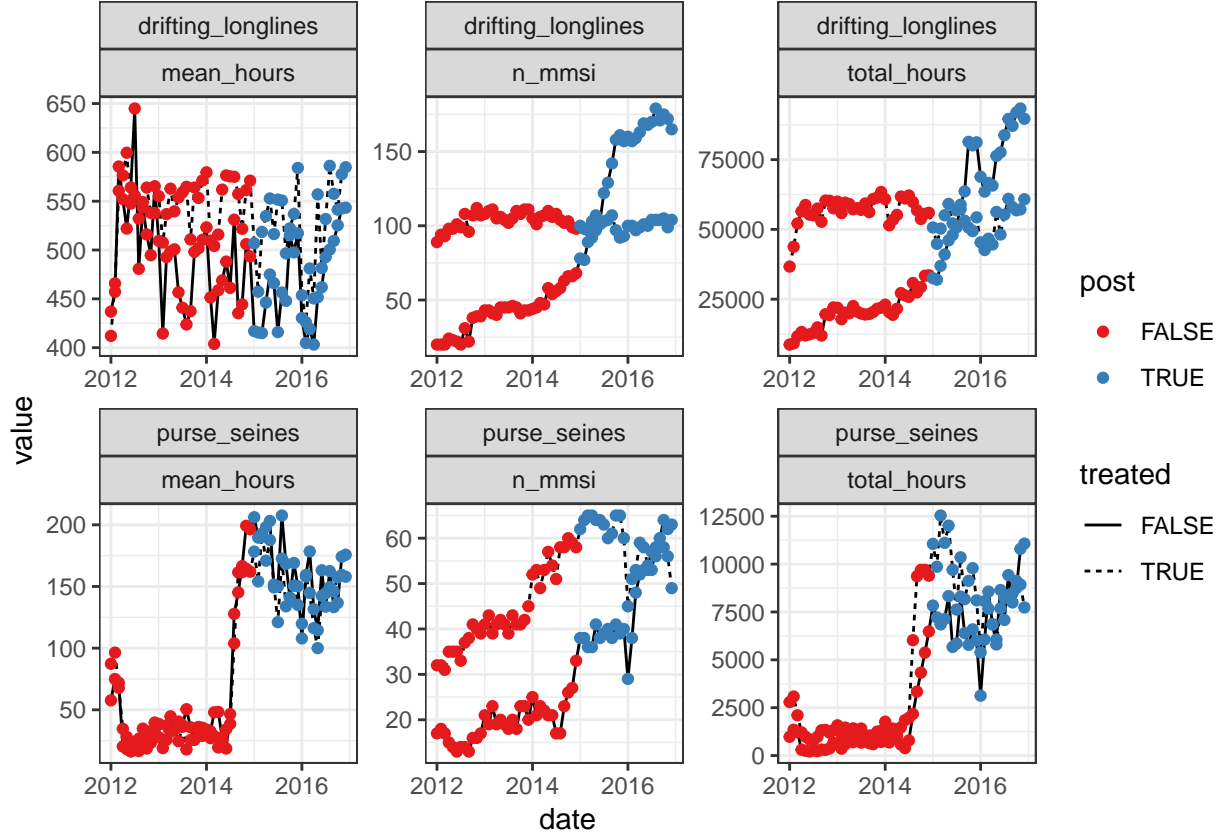 drifting_longlines drifting_longlines drifting_longlines
mean_hours n_mmsi total_hours
650
600
550
500
450
400
150
100
50
75000
50000
25000
2012 2014 2016 2012 2014 2016 2012 2014 2016
purse_seines purse_seines purse_seines
mean_hours n_mmsi total_hours
200
150
100
50
60
50
40
30
20
12500
10000
7500
5000
2500
0
2012 2014 2016 2012 2014 2016 2012 2014 2016
value
date
post
FALSE
TRUE
treated
FALSE
TRUE